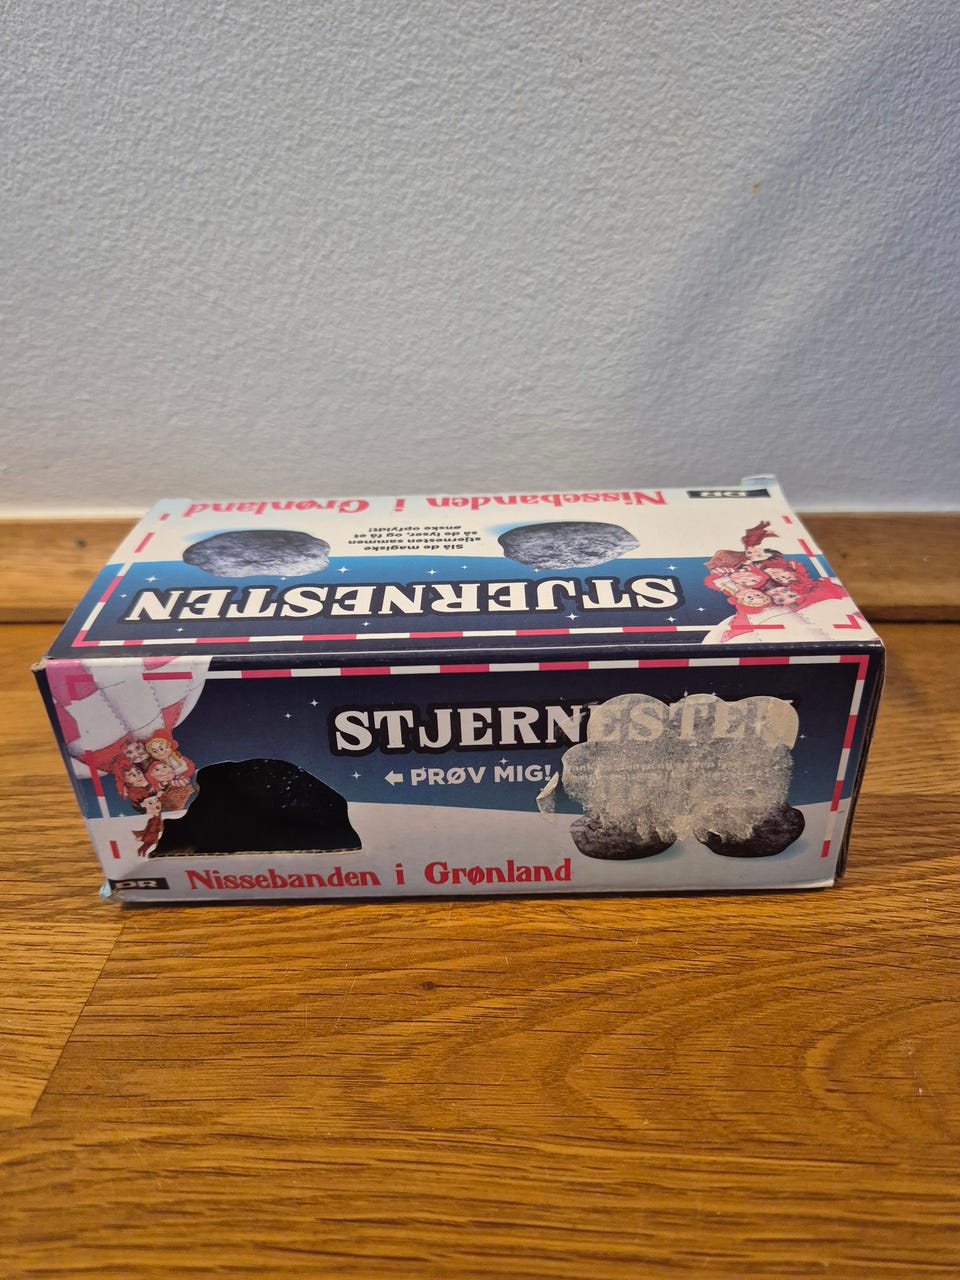 DR
Nissebanden i Grønland
Slå de magiske
stjernesten sammen
så de lyser, og få et
ønske opfyldt!
STJERNESTEN
STJERNESTEN
PRØV MIG!
DR
Nissebanden i Grønland